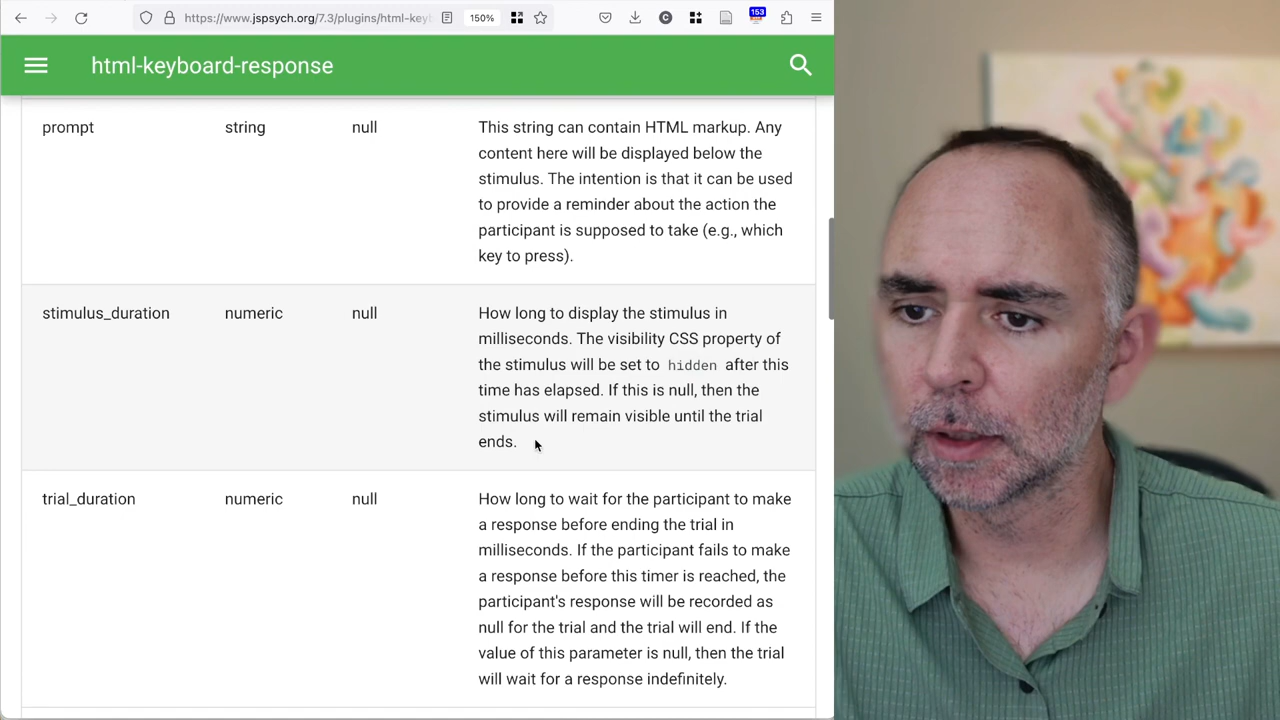 https://www.jspsych.org/7.3/plugins/html-key
150%
C
153
html-keyboard-response
prompt string null This string can contain HTML markup. Any
content here will be displayed below the
stimulus. The intention is that it can be used
to provide a reminder about the action the
participant is supposed to take (e.g., which
key to press).
stimulus_duration numeric null How long to display the stimulus in
milliseconds. The visibility CSS property of
the stimulus will be set to hidden after this
time has elapsed. If this is null, then the
stimulus will remain visible until the trial
ends.
trial_duration numeric null How long to wait for the participant to make
a response before ending the trial in
milliseconds. If the participant fails to make
a response before this timer is reached, the
participant's response will be recorded as
null for the trial and the trial will end. If the
value of this parameter is null, then the trial
will wait for a response indefinitely.